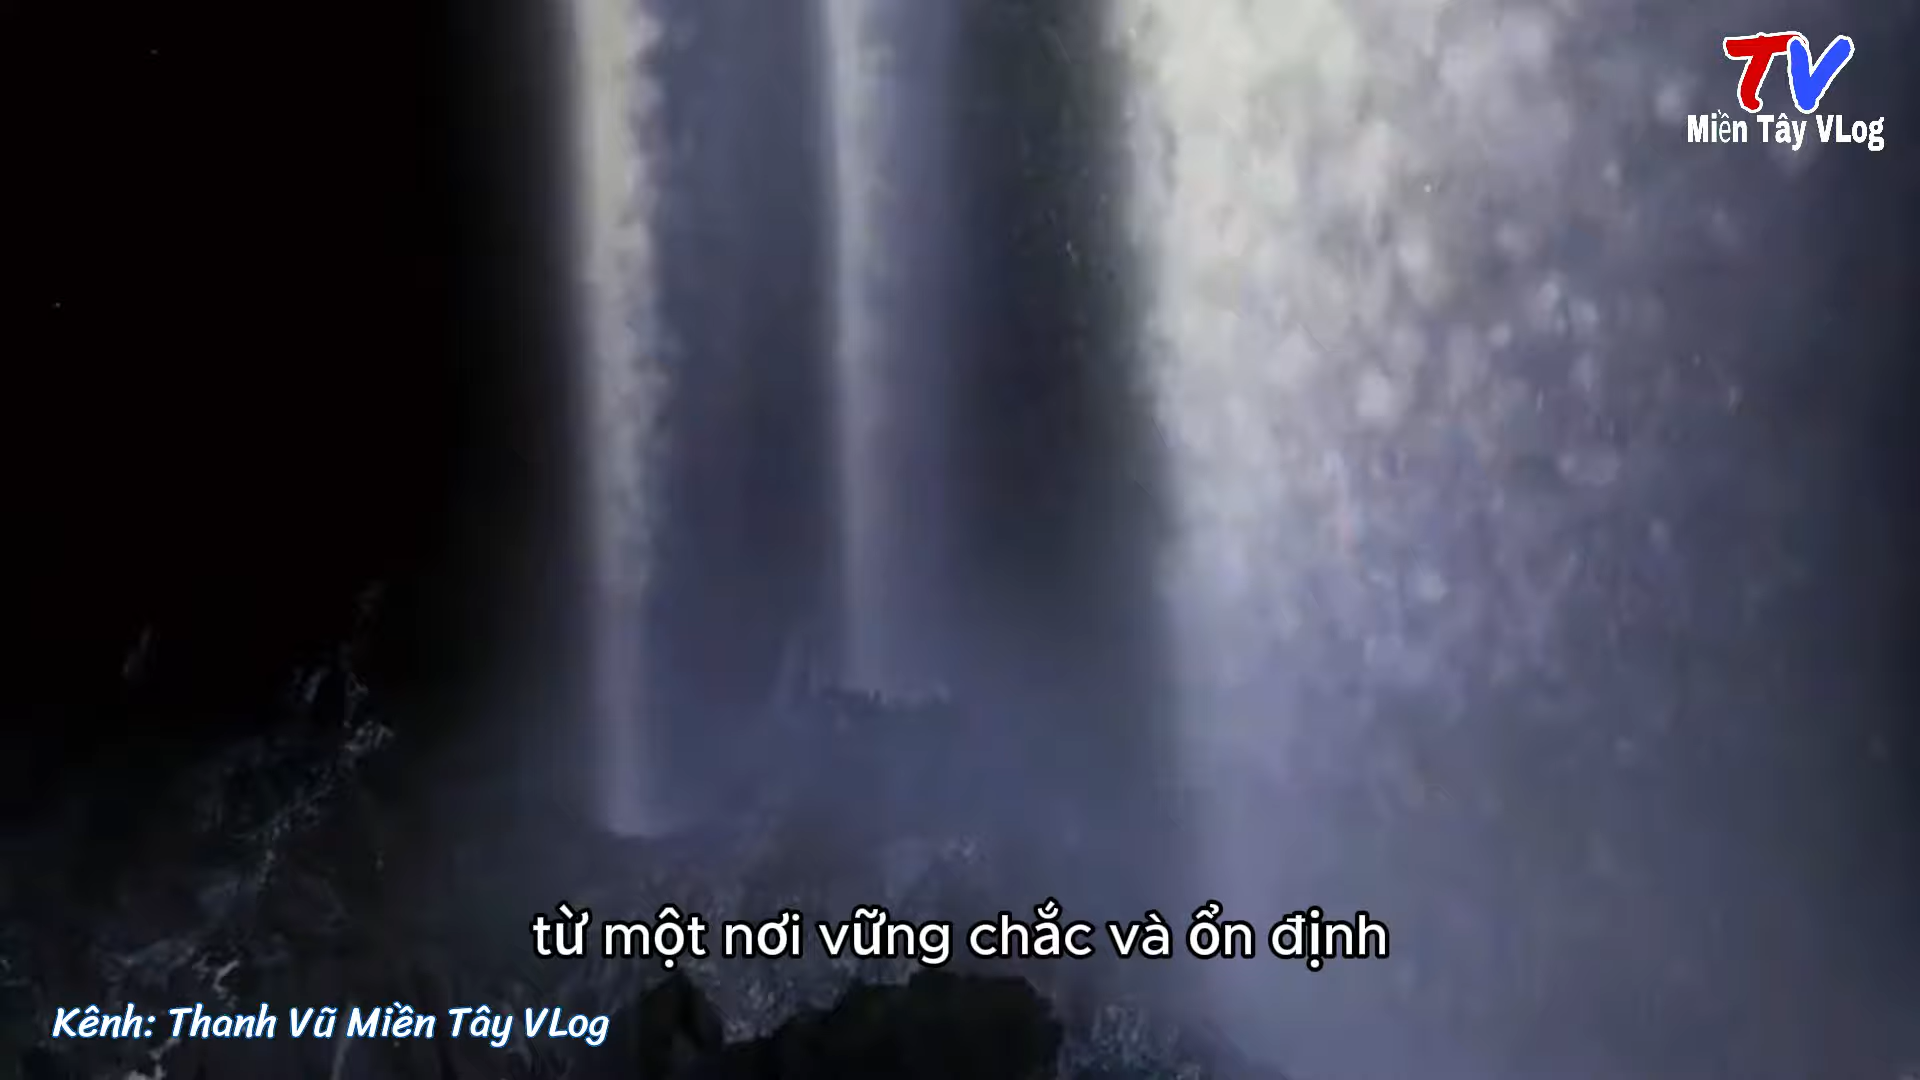 TV
Miền Tây VLog
từ một nơi vững chắc và ổn định
Kênh: Thanh Vũ Miền Tây VLog